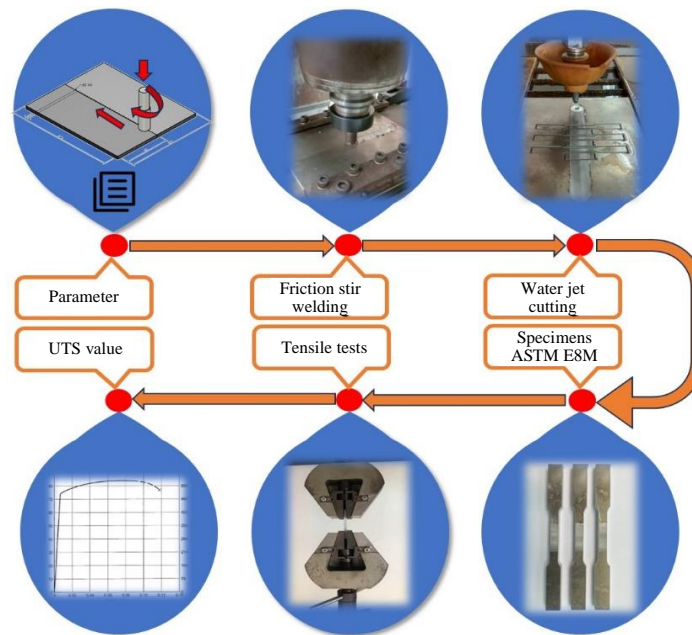 Parameter
Friction stir
welding
Water jet
cutting
UTS value
Tensile tests
Specimens
ASTM E8M